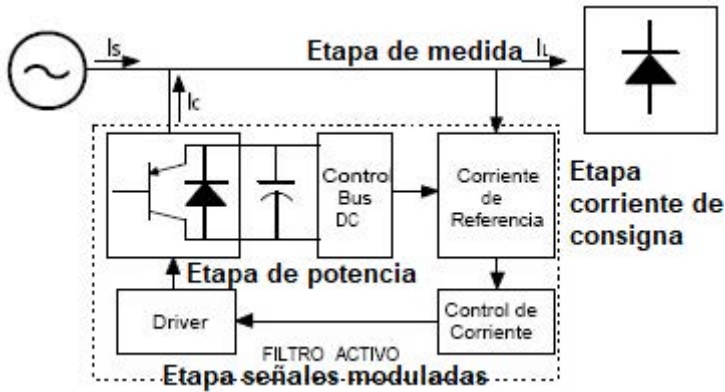 Is
Etapa de medida
IL
Ic
Control
Bus
DC
Corriente
de
Referencia
Etapa
corriente de
consigna
Etapa de potencia
Driver
Control de
Corriente
FILTRO ACTIVO
Etapa señales moduladas